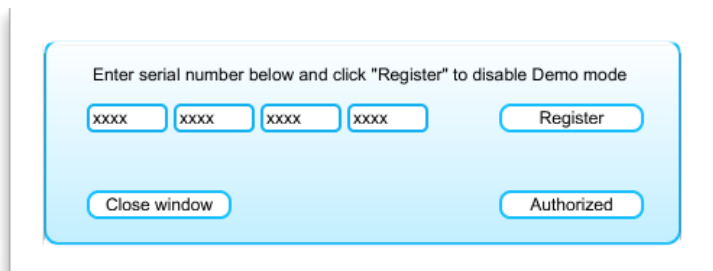 Enter serial number below and click "Register" to disable Demo mode
xxxx xxxx xxxx xxxx Register
Close window Authorized